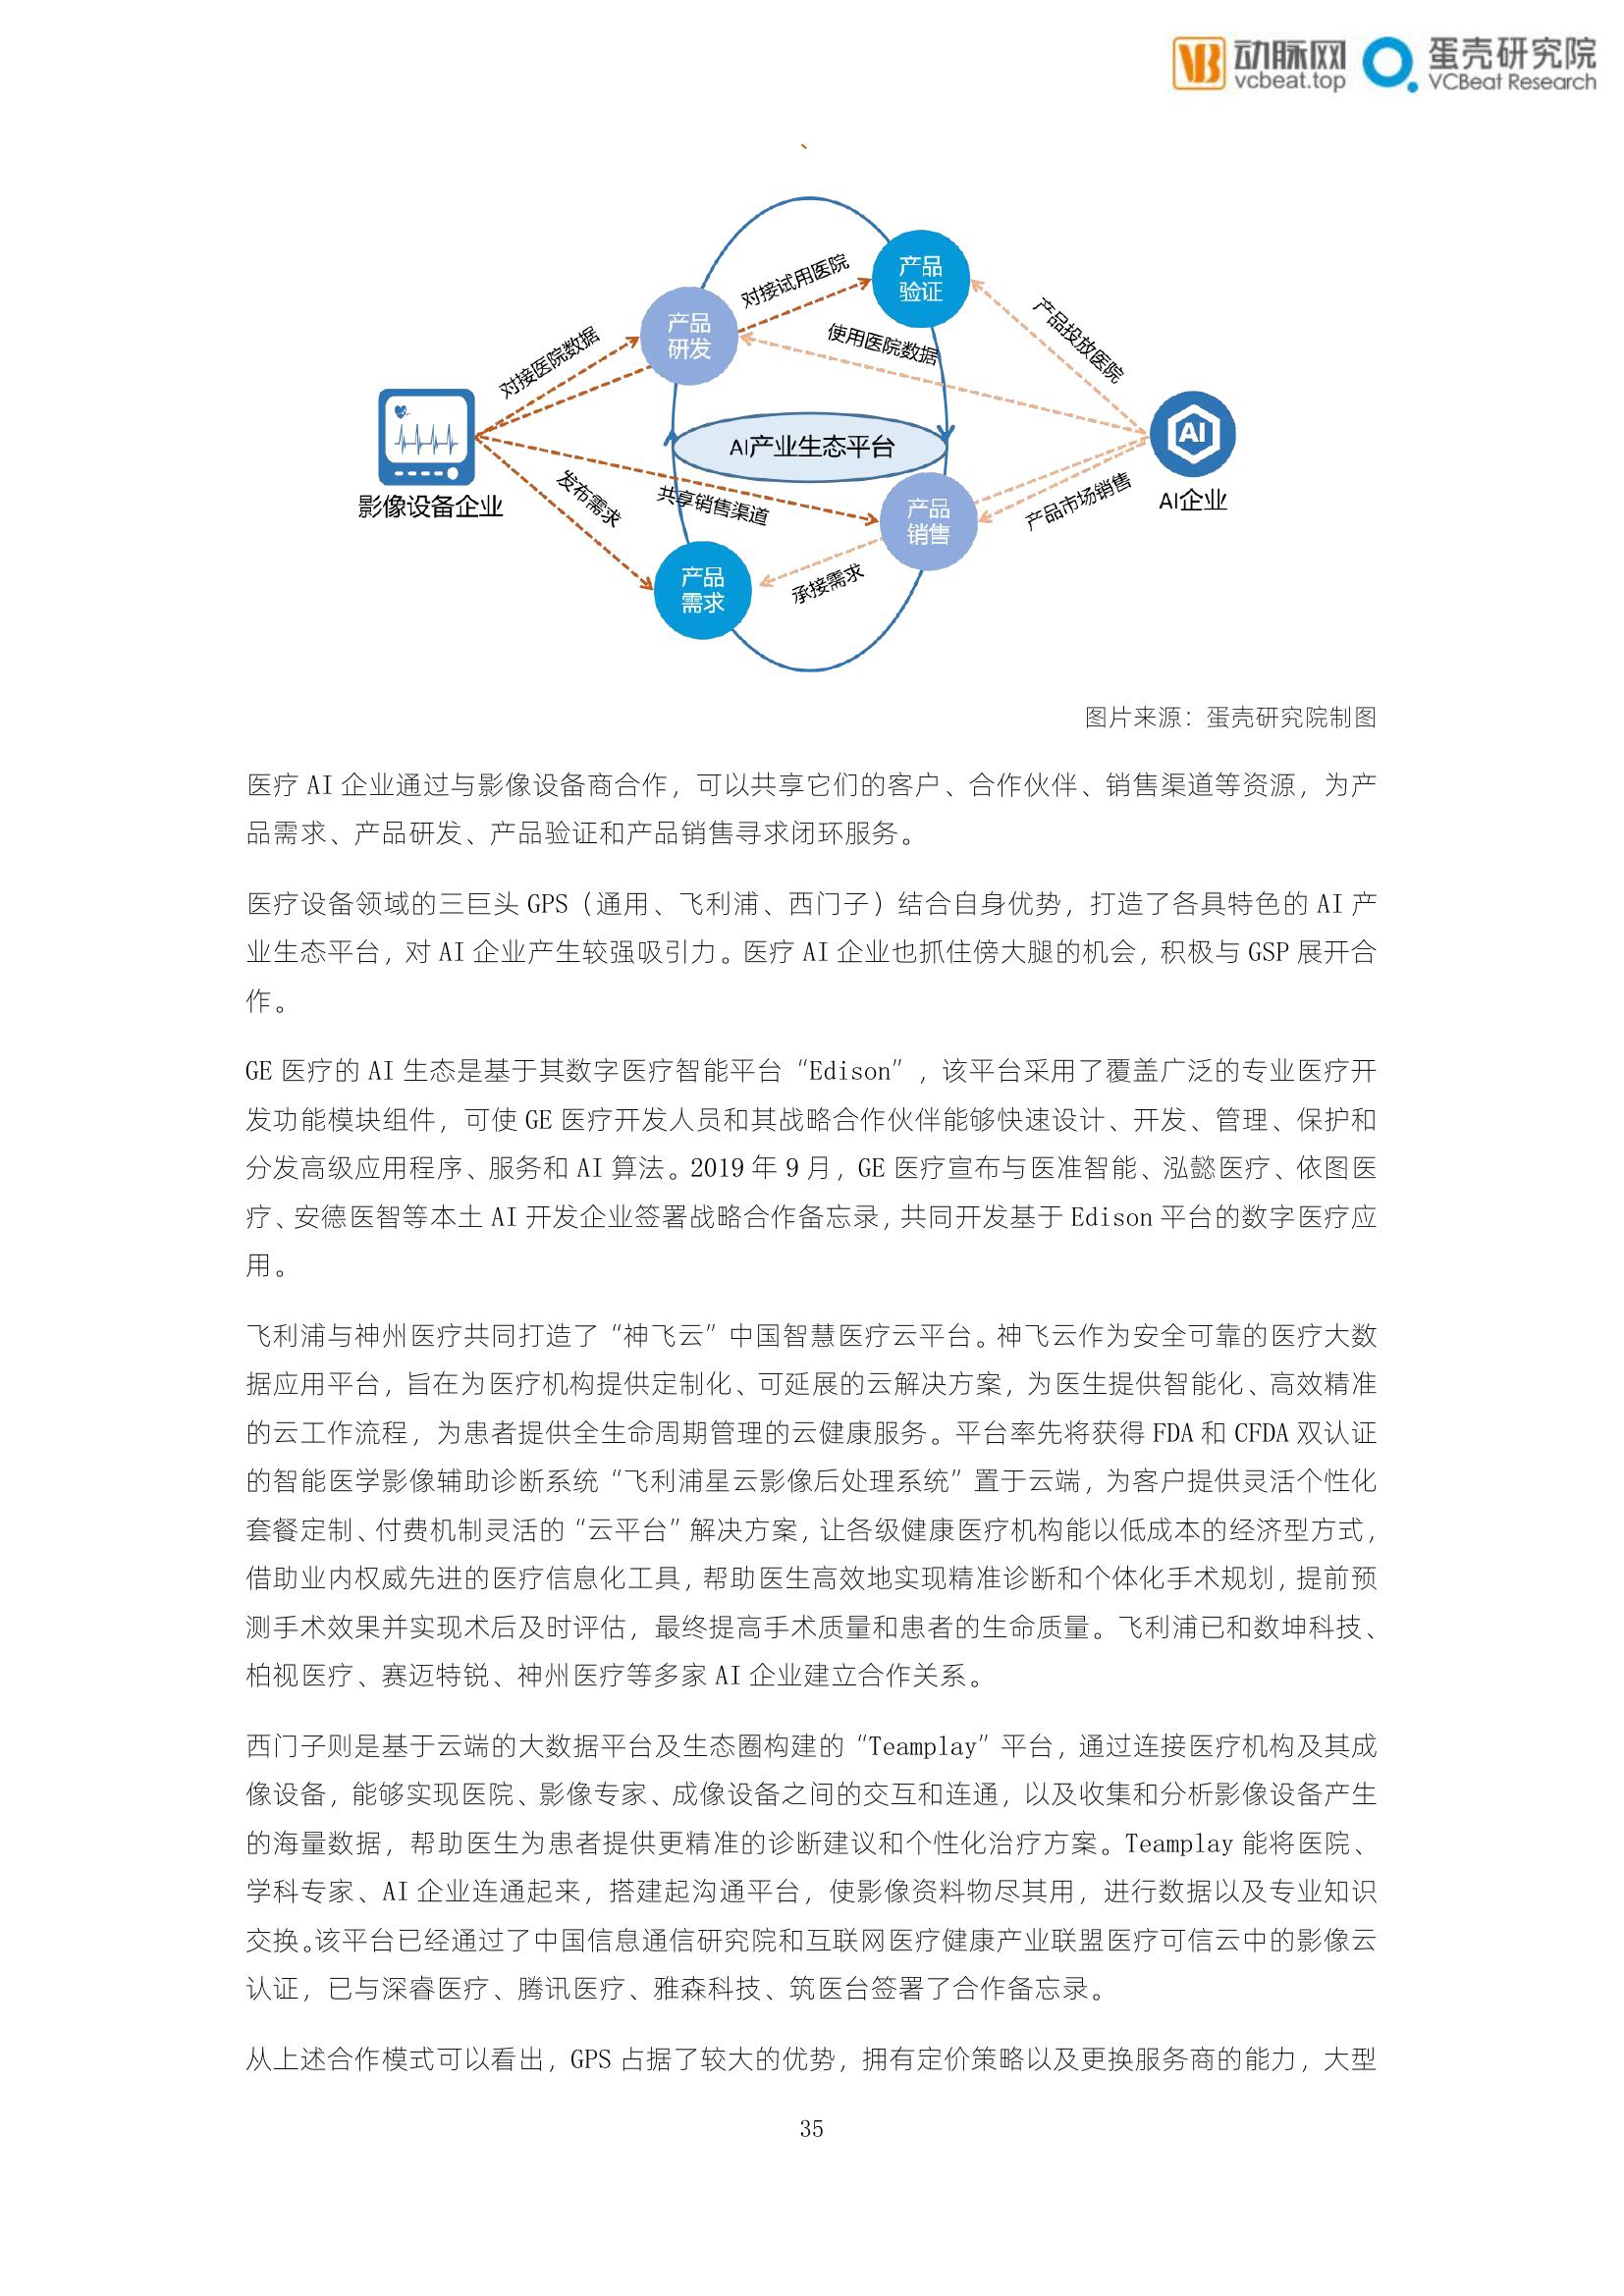 动脉网
vcbeat.top
蛋壳研究院
VCBeat Research
产品
验证
对接试用医院
产品
研发
使用医院数据
产品投放医院
对接医院数据
AI
AI产业生态平台
影像设备企业
AI企业
发布需求
共享销售渠道
产品
销售
产品市场销售
产品
需求
承接需求
图片来源：蛋壳研究院制图
医疗 AI 企业通过与影像设备商合作，可以共享它们的客户、合作伙伴、销售渠道等资源，为产
品需求、产品研发、产品验证和产品销售寻求闭环服务。
医疗设备领域的三巨头 GPS（通用、飞利浦、西门子）结合自身优势，打造了各具特色的 AI 产
业生态平台，对 AI 企业产生较强吸引力。医疗 AI 企业也抓住傍大腿的机会，积极与 GSP 展开合
作。
GE 医疗的 AI 生态是基于其数字医疗智能平台“Edison”，该平台采用了覆盖广泛的专业医疗开
发功能模块组件，可使 GE 医疗开发人员和其战略合作伙伴能够快速设计、开发、管理、保护和
分发高级应用程序、服务和 AI 算法。2019 年 9 月，GE 医疗宣布与医准智能、泓懿医疗、依图医
疗、安德医智等本土 AI 开发企业签署战略合作备忘录，共同开发基于 Edison 平台的数字医疗应
用。
飞利浦与神州医疗共同打造了“神飞云”中国智慧医疗云平台。神飞云作为安全可靠的医疗大数
据应用平台，旨在为医疗机构提供定制化、可延展的云解决方案，为医生提供智能化、高效精准
的云工作流程，为患者提供全生命周期管理的云健康服务。平台率先将获得 FDA 和 CFDA 双认证
的智能医学影像辅助诊断系统“飞利浦星云影像后处理系统”置于云端，为客户提供灵活个性化
套餐定制、付费机制灵活的“云平台”解决方案，让各级健康医疗机构能以低成本的经济型方式，
借助业内权威先进的医疗信息化工具，帮助医生高效地实现精准诊断和个体化手术规划，提前预
测手术效果并实现术后及时评估，最终提高手术质量和患者的生命质量。飞利浦已和数坤科技、
柏视医疗、赛迈特锐、神州医疗等多家 AI 企业建立合作关系。
西门子则是基于云端的大数据平台及生态圈构建的“Teamplay”平台，通过连接医疗机构及其成
像设备，能够实现医院、影像专家、成像设备之间的交互和连通，以及收集和分析影像设备产生
的海量数据，帮助医生为患者提供更精准的诊断建议和个性化治疗方案。Teamplay 能将医院、
学科专家、AI 企业连通起来，搭建起沟通平台，使影像资料物尽其用，进行数据以及专业知识
交换。该平台已经通过了中国信息通信研究院和互联网医疗健康产业联盟医疗可信云中的影像云
认证，已与深睿医疗、腾讯医疗、雅森科技、筑医台签署了合作备忘录。
从上述合作模式可以看出，GPS 占据了较大的优势，拥有定价策略以及更换服务商的能力，大型
35